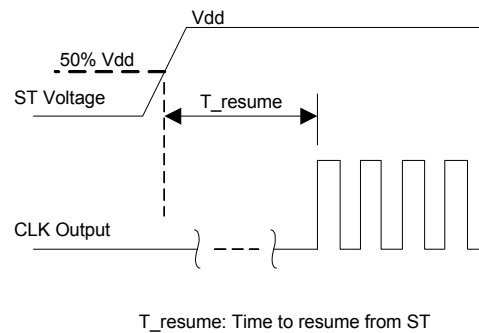 Vdd
50% Vdd
ST Voltage
T_resume
CLK Output
T_resume: Time to resume from ST